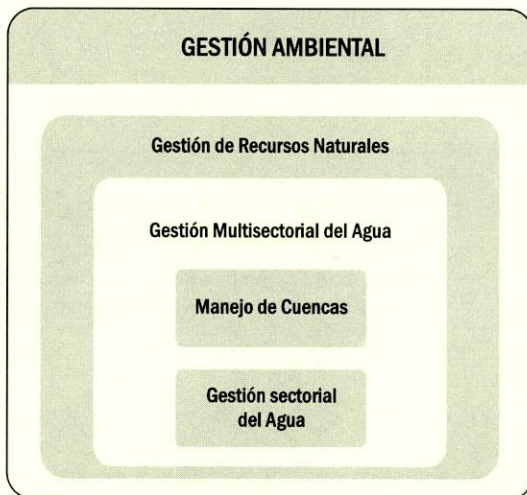 GESTIÓN AMBIENTAL
Gestión de Recursos Naturales
Gestión Multisectorial del Agua
Manejo de Cuencas
Gestión sectorial
del Agua